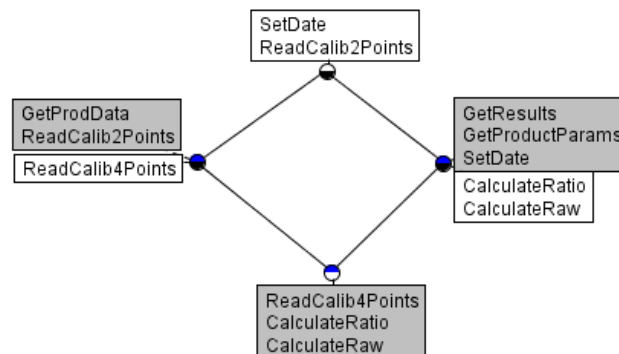 SetDate
ReadCalib2Points
GetProdData
ReadCalib2Points
ReadCalib4Points
GetResults
GetProductParams
SetDate
CalculateRatio
CalculateRaw
ReadCalib4Points
CalculateRatio
CalculateRaw